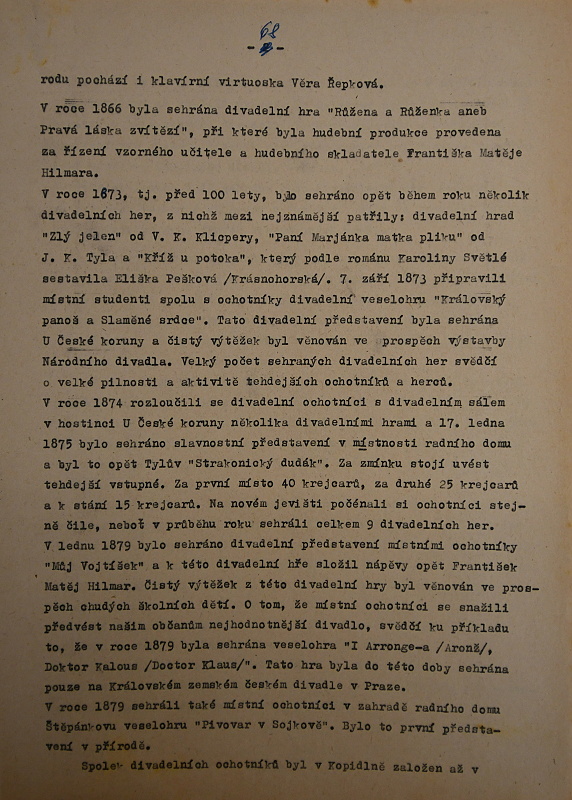 68
rodu pochází i klavírní virtuoska Věra Řepková.
V roce 1866 byla sehrána divadelní hra "Růžena a Růženka aneb
Pravá láska zvítězí", při které byla hudební produkce provedena
za řízení vzorného učitele a hudebního skladatele Františka Matěje
Hilmara.
V roce 1873, tj. před 100 lety, bylo sehráno opět během roku několik
divadelních her, z nichž mezi nejznámější patřily: divadelní hrad
"Zlý jelen" od V. K. Klicpery, "Paní Marjánka matka pluku" od
J. K. Tyla a "Kříž u potoka", který podle románu Karoliny Světlé
sestavila Eliška Pešková /Krásnohorská/. 7. září 1873 připravili
místní studenti spolu s ochotníky divadelní veselohru "Královský
panoš a Slaměné srdce". Tato divadelní představení byla sehrána
U České koruny a čistý výtěžek byl věnován ve prospěch výstavby
Národního divadla. Velký počet sehraných divadelních her svědčí
o velké pilnosti a aktivitě tehdejších ochotníků a herců.
V roce 1874 rozloučili se divadelní ochotníci s divadelním sálem
v hostinci U České koruny několika divadelními hrami a 17. ledna
1875 bylo sehráno slavnostní představení v místnosti radního domu
a byl to opět Tylův "Strakonický dudák". Za zmínku stojí uvést
tehdejší vstupné. Za první místo 40 krejcarů, za druhé 25 krejcarů
a k stání 15 krejcarů. Na novém jevišti počínali si ochotníci stej-
ně čile, neboť v průběhu roku sehráli celkem 9 divadelních her.
V lednu 1879 bylo sehráno divadelní představení místními ochotníky
"Můj Vojtíšek" a k této divadelní hře složil nápěvy opět František
Matěj Hilmar. Čistý výtěžek z této divadelní hry byl věnován ve pros-
pěch chudých školních dětí. O tom, že místní ochotníci se snažili
předvést našim občanům nejhodnotnější divadlo, svědčí ku příkladu
to, že v roce 1879 byla sehrána veselohra "I Arronge-a /Aronž/,
Doktor Kalous /Doctor Klaus/". Tato hra byla do této doby sehrána
pouze na Královském zemském českém divadle v Praze.
V roce 1879 sehráli také místní ochotníci v zahradě radního domu
Štěpánkovu veselohru "Pivovar v Sojkově". Bylo to první předsta-
vení v přírodě.
Spolek divadelních ochotníků byl v Kopidlně založen až v